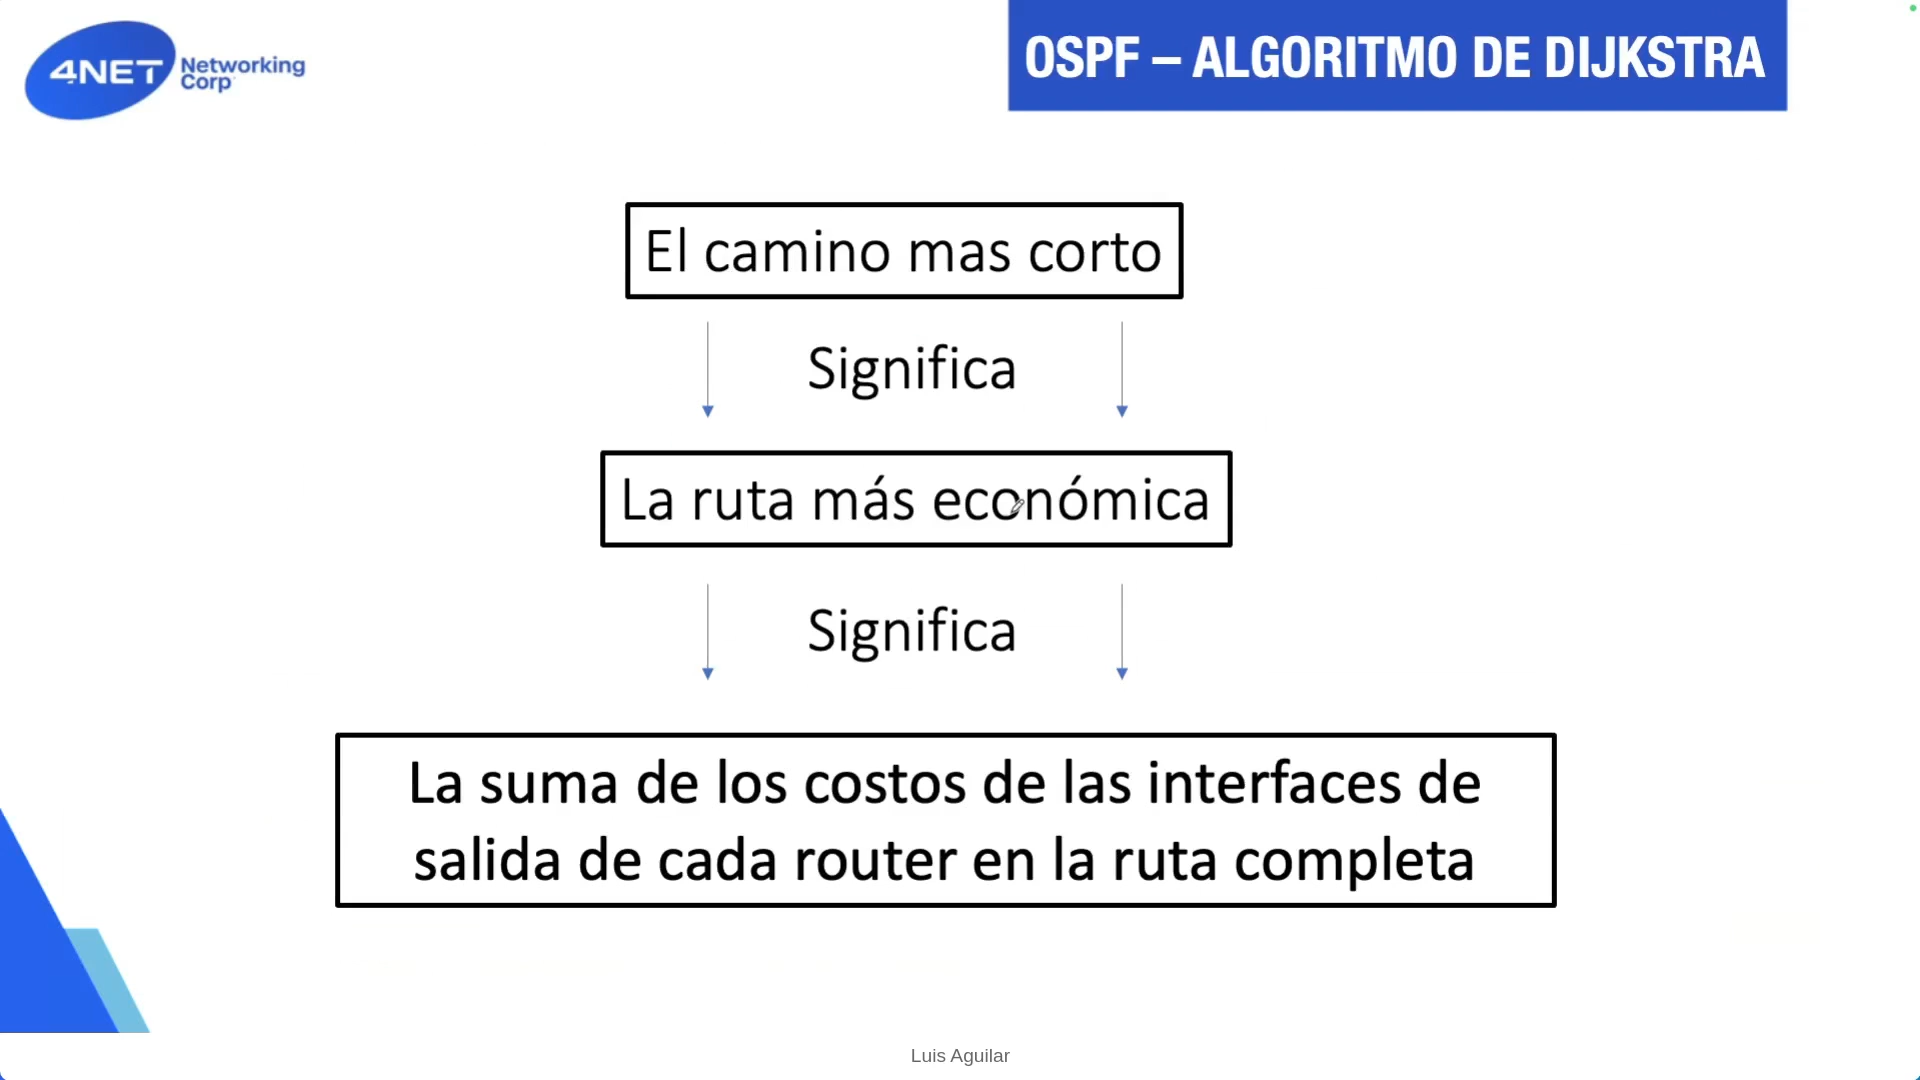 4NET Networking
Corp
OSPF – ALGORITMO DE DIJKSTRA
El camino mas corto
Significa
La ruta más económica
Significa
La suma de los costos de las interfaces de
salida de cada router en la ruta completa
Luis Aguilar